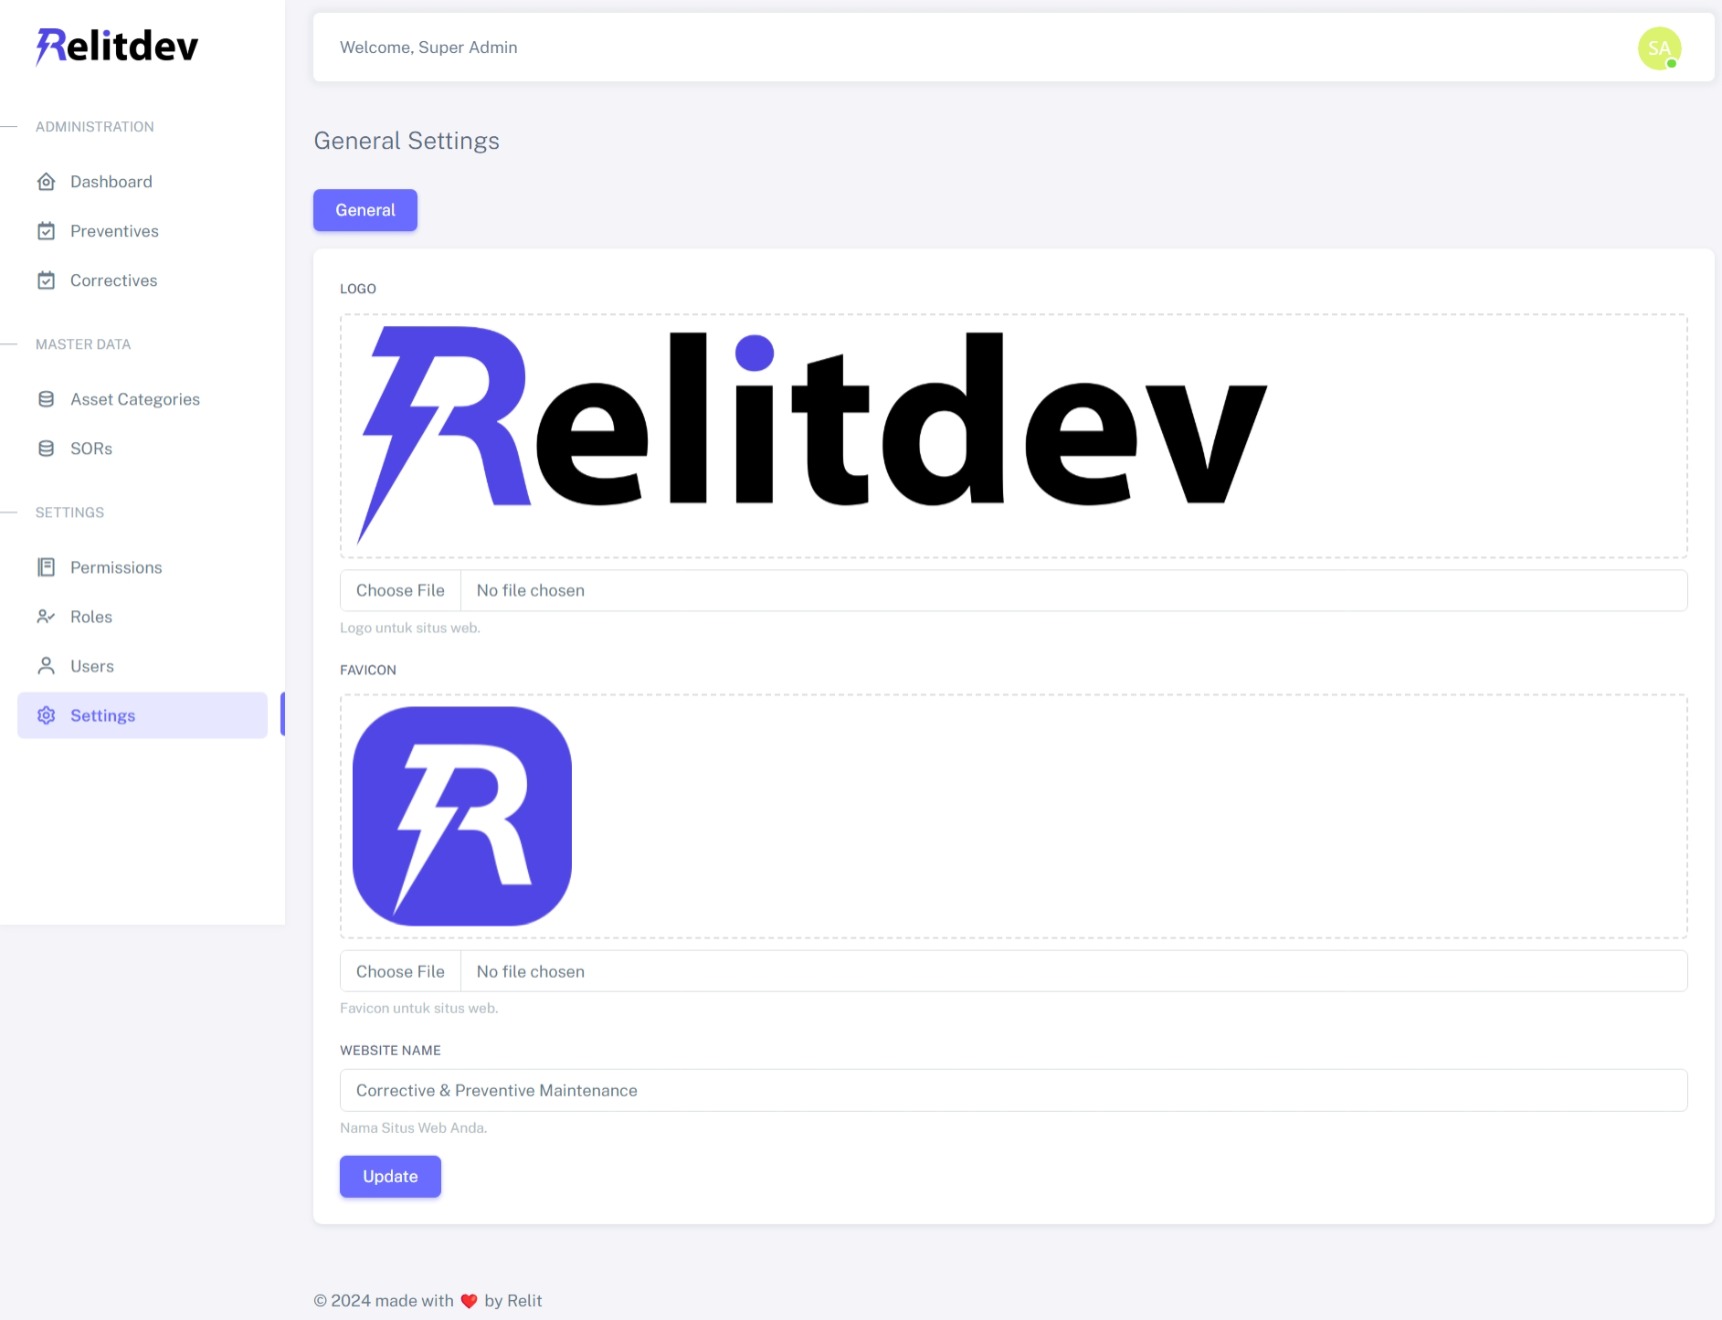 Relitdev
Welcome, Super Admin
SA
ADMINISTRATION
Dashboard
Preventives
Correctives
MASTER DATA
Asset Categories
SORs
SETTINGS
Permissions
Roles
Users
Settings
General Settings
General
LOGO
Relitdev
Choose File No file chosen
Logo untuk situs web.
FAVICON
R
Choose File No file chosen
Favicon untuk situs web.
WEBSITE NAME
Corrective & Preventive Maintenance
Nama Situs Web Anda.
Update
© 2024 made with ❤️ by Relit